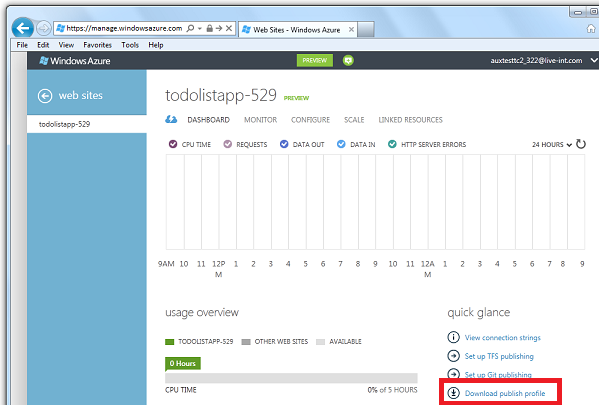 https://manage.windowsazure.com
Web Sites - Windows Azure
File Edit View Favorites Tools Help
Windows Azure
PREVIEW
auxtesttc2_322@live-int.com
web sites
todolistapp-529
todolistapp-529 PREVIEW
DASHBOARD MONITOR CONFIGURE SCALE LINKED RESOURCES
CPU TIME REQUESTS DATA OUT DATA IN HTTP SERVER ERRORS 24 HOURS
9AM 10 11 12PM 1 2 3 4 5 6 7 8 9 10 11 12AM 1 2 3 4 5 6 7 8 9
usage overview
TODOLISTAPP-529 OTHER WEB SITES AVAILABLE
0 Hours
CPU TIME 0% of 5 HOURS
quick glance
View connection strings
Set up TFS publishing
Set up Git publishing
Download publish profile